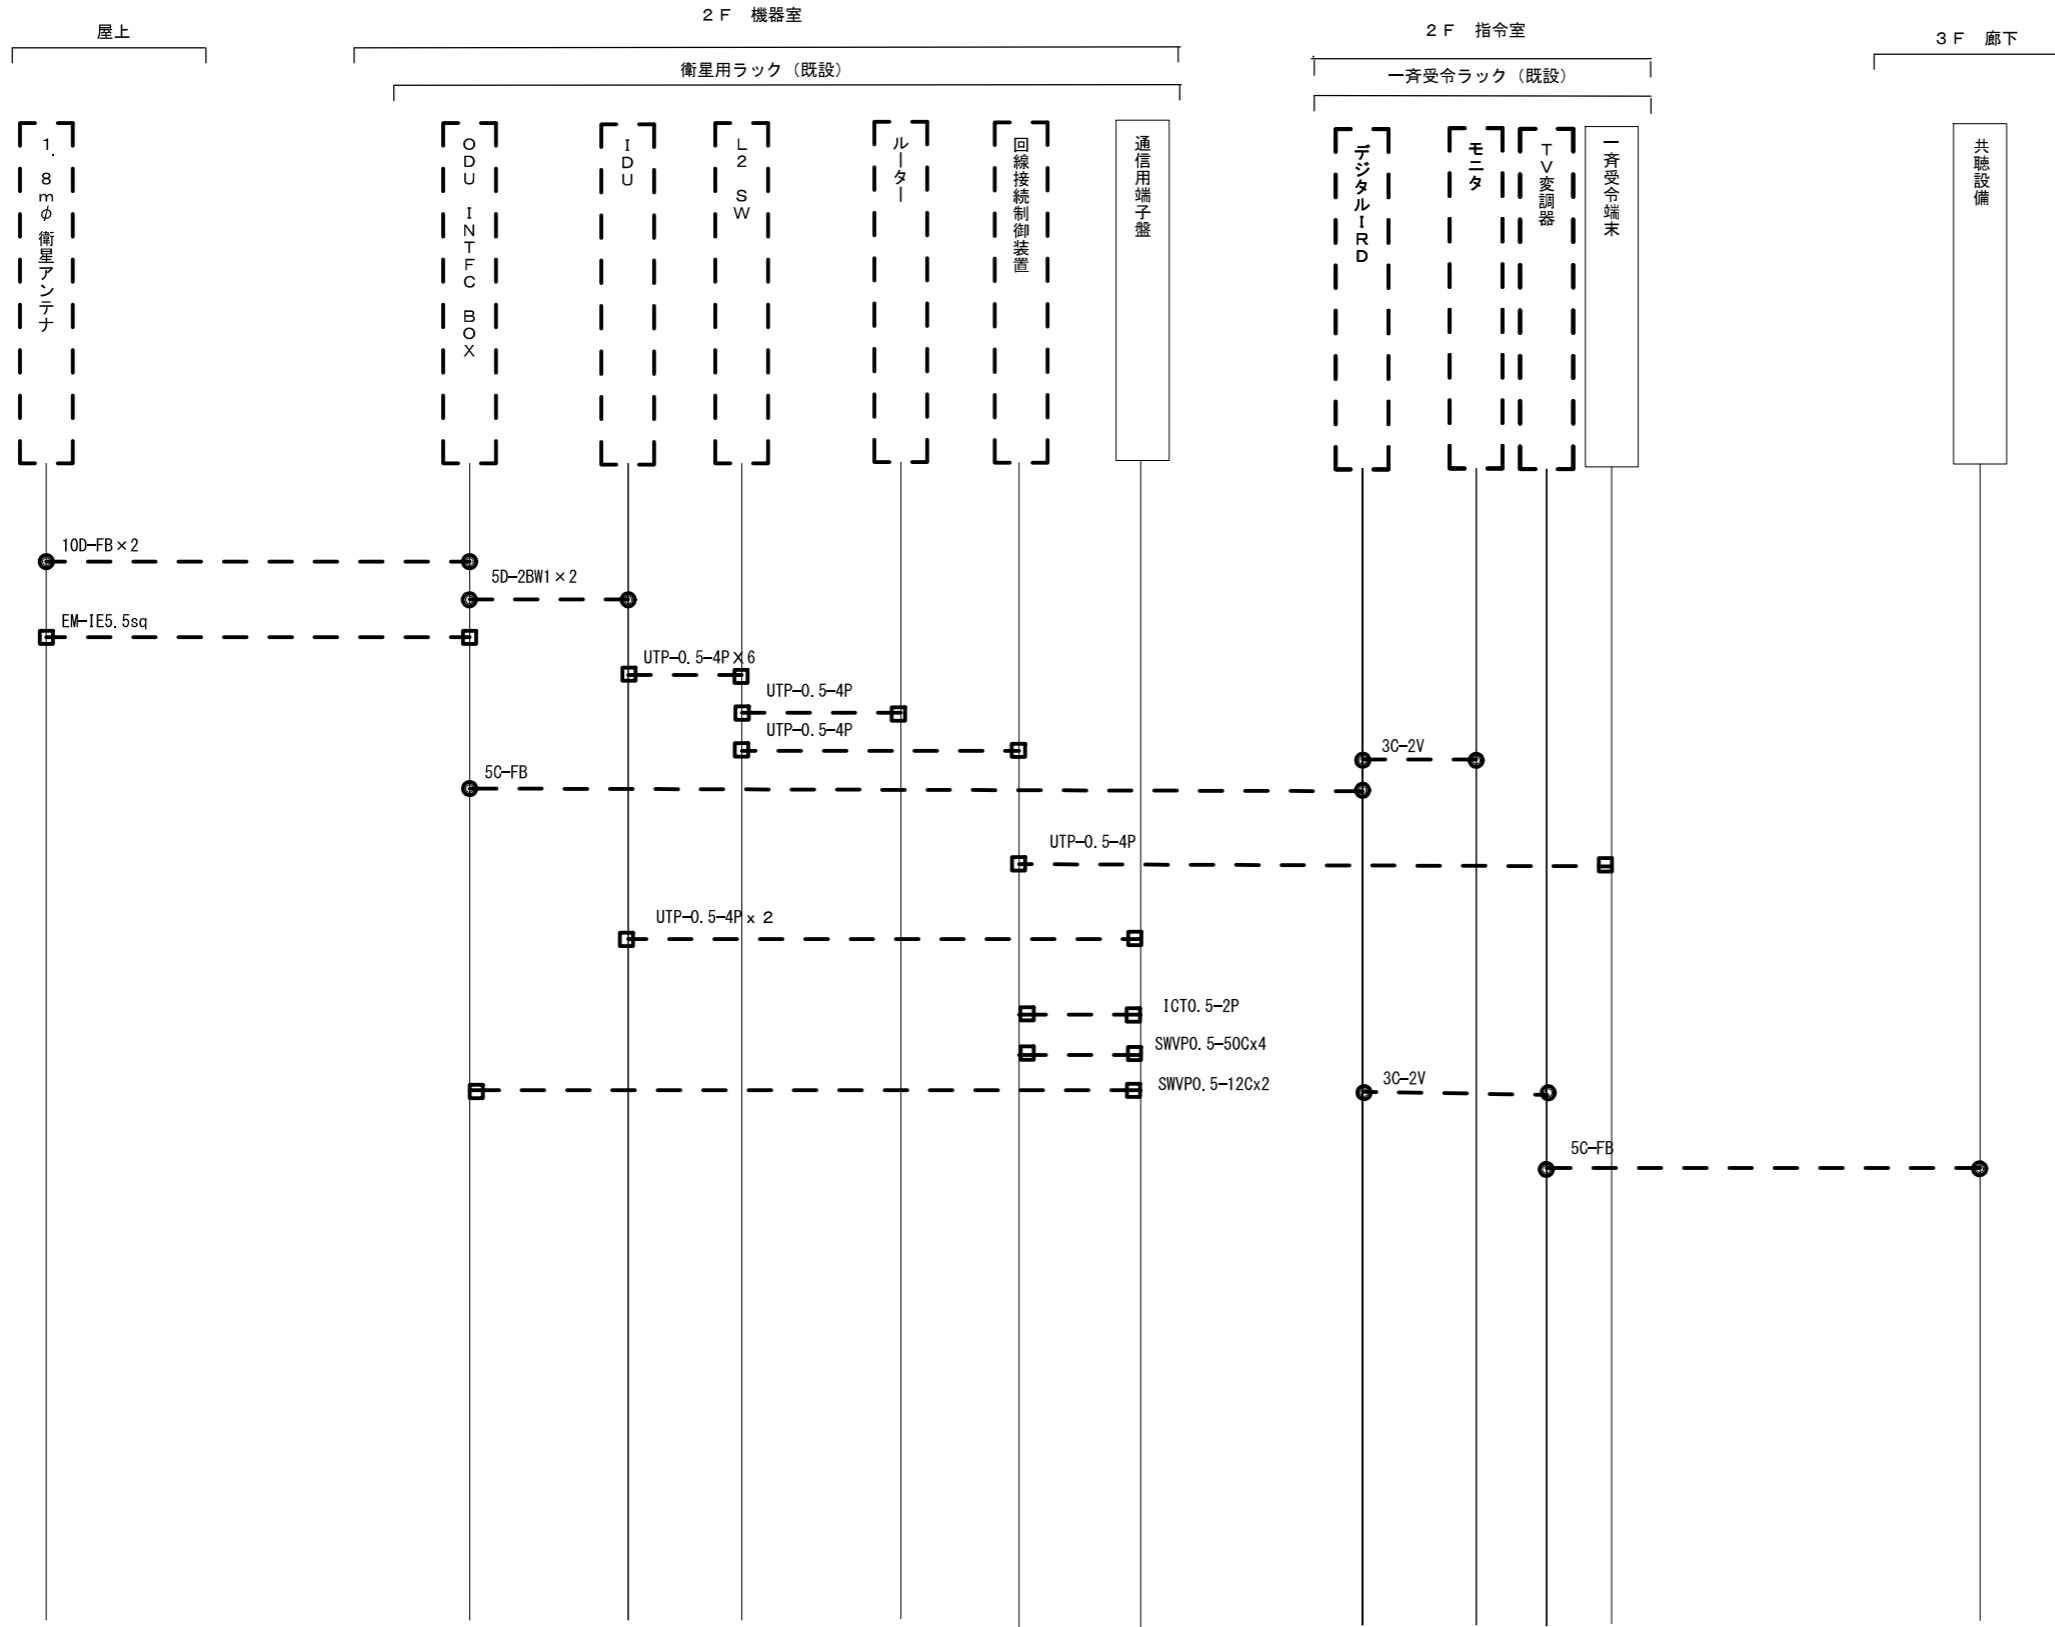 屋上
２Ｆ　機器室
２Ｆ　指令室
３Ｆ　廊下
衛星用ラック（既設）
一斉受令ラック（既設）
１．８ｍφ 衛星アンテナ
ＯＤＵ　ＩＮＴＦＣ　ＢＯＸ
ＩＤＵ
Ｌ２　ＳＷ
ルーター
回線接続制御装置
通信用端子盤
デジタルＩＲＤ
モニタ
ＴＶ変調器
一斉受令端末
共聴設備
10D-FB×2
5D-2BW1×2
EM-IE5.5sq
UTP-0.5-4P×6
UTP-0.5-4P
UTP-0.5-4P
3C-2V
5C-FB
UTP-0.5-4P
UTP-0.5-4Pｘ２
ICT0.5-2P
SWVP0.5-50Cx4
SWVP0.5-12Cx2
3C-2V
5C-FB